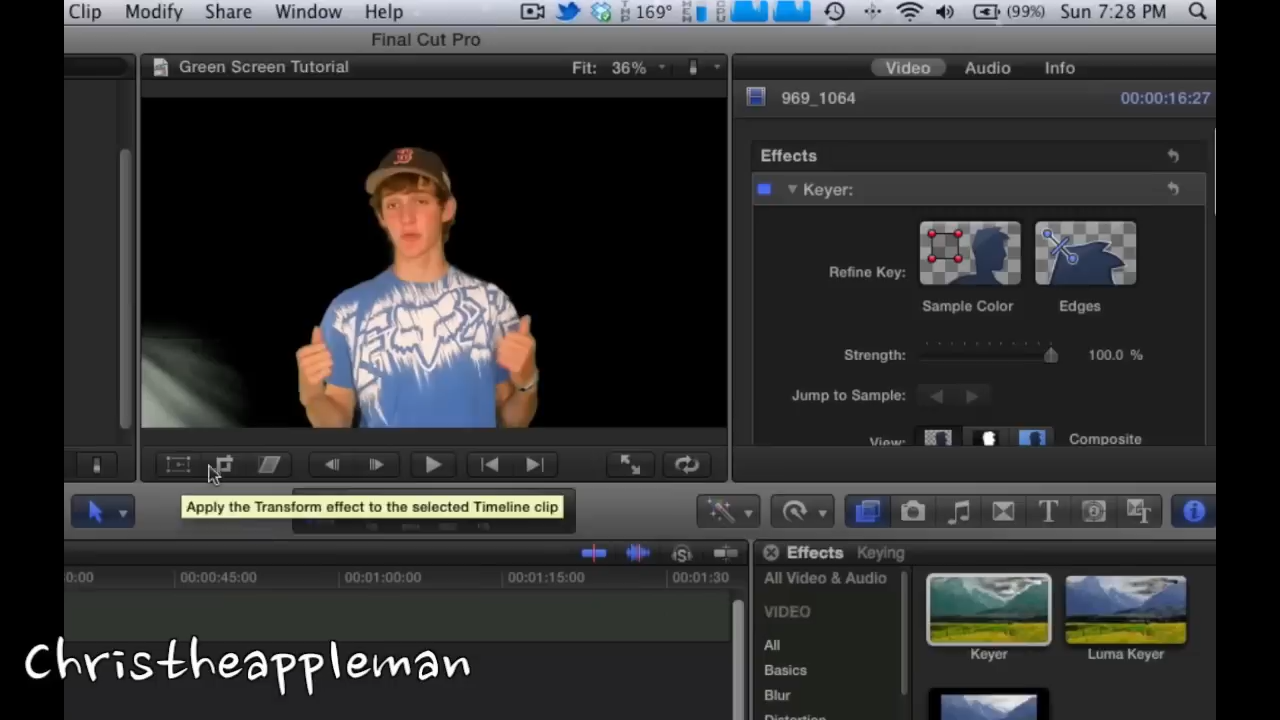 Clip Modify Share Window Help 169° (99%) Sun 7:28 PM
Final Cut Pro
Green Screen Tutorial Fit: 36% Video Audio Info
969_1064 00:00:16:27
Effects
Keyer:
Refine Key:
Sample Color Edges
Strength: 100.0 %
Jump to Sample:
View: Composite
Apply the Transform effect to the selected Timeline clip
Effects Keying
0:00 00:00:45:00 00:01:00:00 00:01:15:00 00:01:30
All Video & Audio
VIDEO
All
Keyer Luma Keyer
Basics
Blur
Distortion
Christheappleman